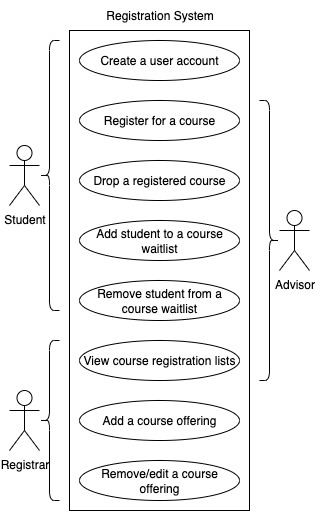 Registration System
Create a user account
Register for a course
Drop a registered course
Student
Add student to a course
waitlist
Advisor
Remove student from a
course waitlist
View course registration lists
Add a course offering
Registrar
Remove/edit a course
offering